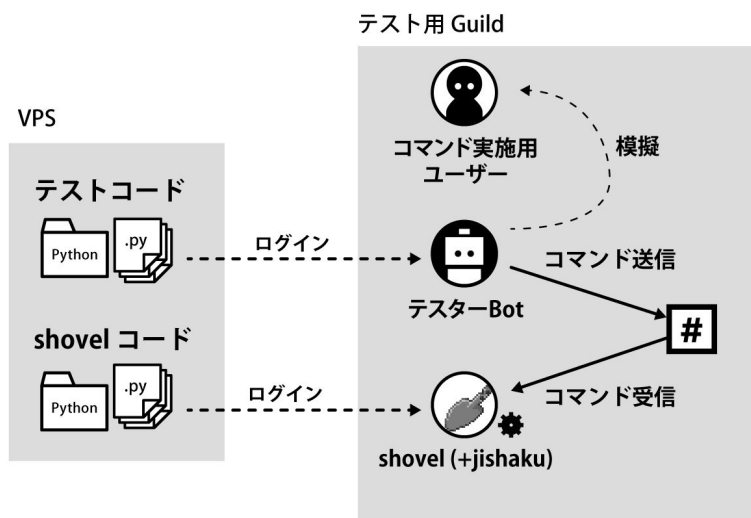 テスト用 Guild
VPS
コマンド実施用
ユーザー
模擬
テストコード
Python
.py
ログイン
テスターBot
コマンド送信
#
shovel コード
Python
.py
ログイン
コマンド受信
shovel (+jishaku)